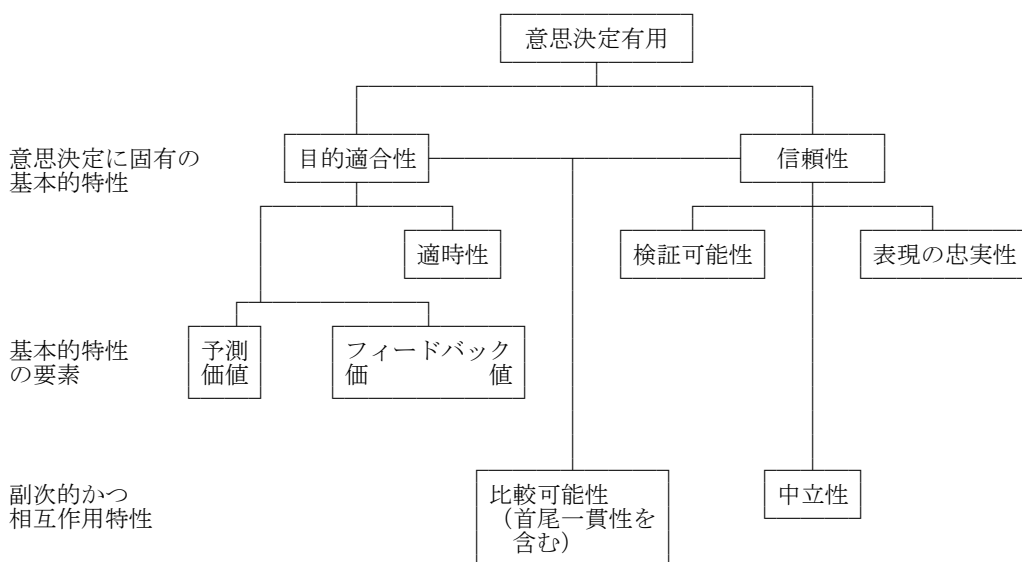 意思決定有用
意思決定に固有の
基本的特性
目的適合性
信頼性
適時性
検証可能性
表現の忠実性
基本的特性
の要素
予測
価値
フィードバック
価値
副次的かつ
相互作用特性
比較可能性
(首尾一貫性を
含む)
中立性